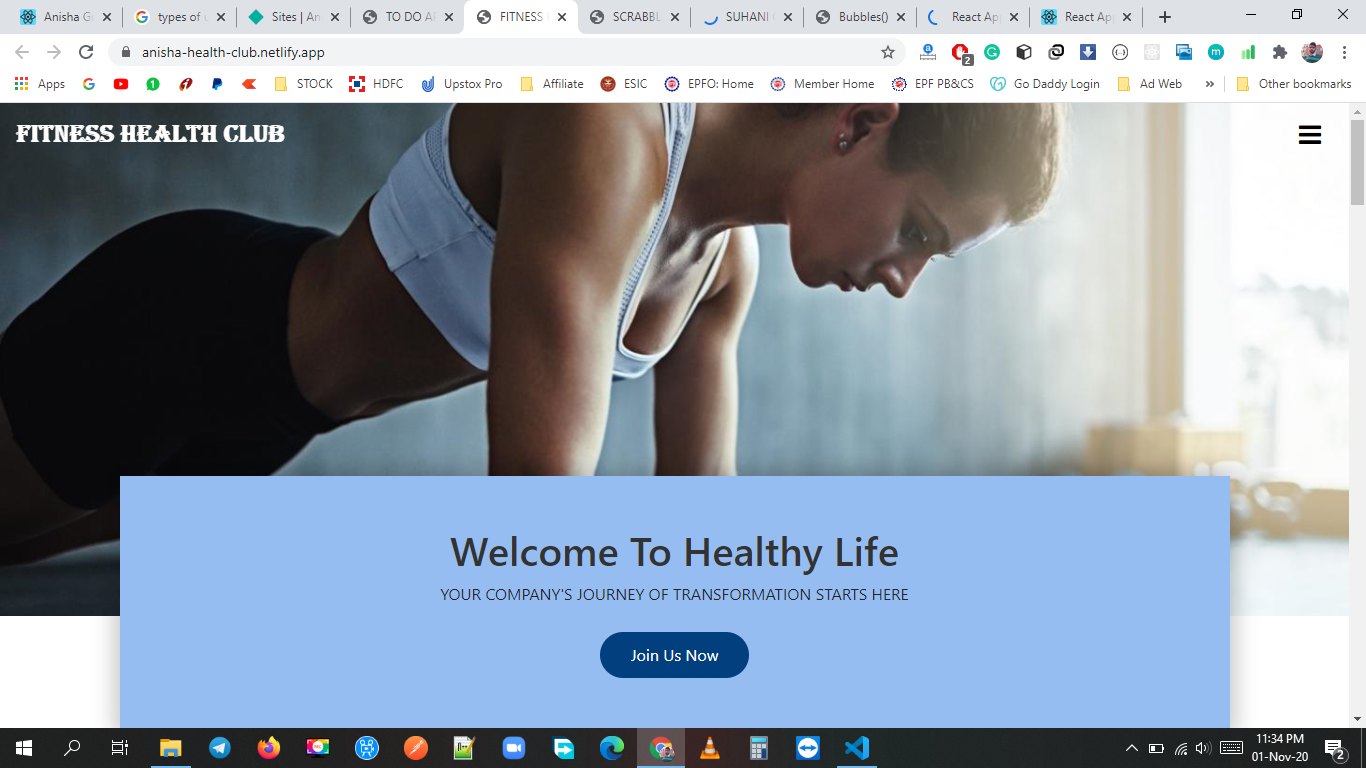 Anisha G
types of
Sites | An
TO DO A
FITNESS
SCRABBL
SUHANI
Bubbles()
React Ap
React Ap
anisha-health-club.netlify.app
2
Apps
STOCK
HDFC
Upstox Pro
Affiliate
ESIC
EPFO: Home
Member Home
EPF PB&CS
Go Daddy Login
Ad Web
»
Other bookmarks
FITNESS HEALTH CLUB
Welcome To Healthy Life
YOUR COMPANY'S JOURNEY OF TRANSFORMATION STARTS HERE
Join Us Now
11:34 PM
01-Nov-20
2